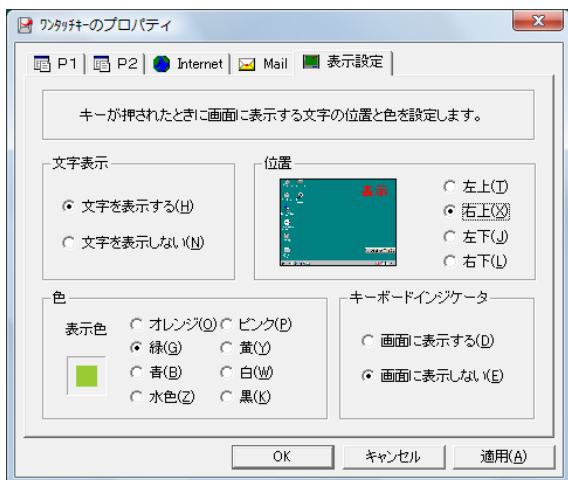 ワンタッチキーのプロパティ
P1 P2 Internet Mail 表示設定
キーが押されたときに画面に表示する文字の位置と色を設定します。
文字表示
文字を表示する(H)
文字を表示しない(N)
位置
表示
左上(T)
右上(X)
左下(J)
右下(L)
色
表示色
オレンジ(O) ピンク(P)
緑(G) 黄(Y)
青(B) 白(W)
水色(Z) 黒(K)
キーボードインジケータ
画面に表示する(D)
画面に表示しない(E)
OK キャンセル 適用(A)